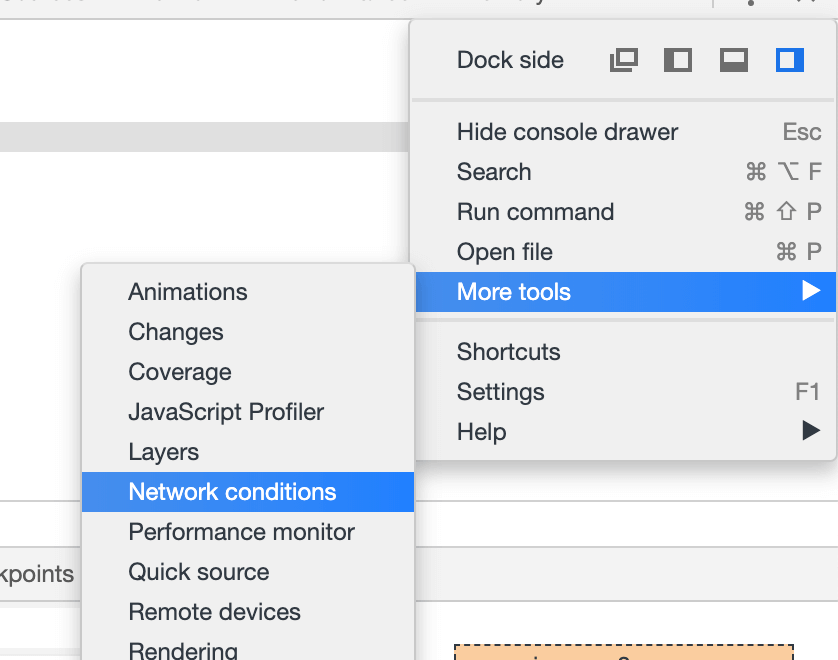 Dock side
Hide console drawer Esc
Search ⌘ ⌥ F
Run command ⌘ ⇧ P
Open file ⌘ P
More tools ▶
Shortcuts
Settings F1
Help ▶
Animations
Changes
Coverage
JavaScript Profiler
Layers
Network conditions
Performance monitor
Quick source
Remote devices
Rendering
kpoints